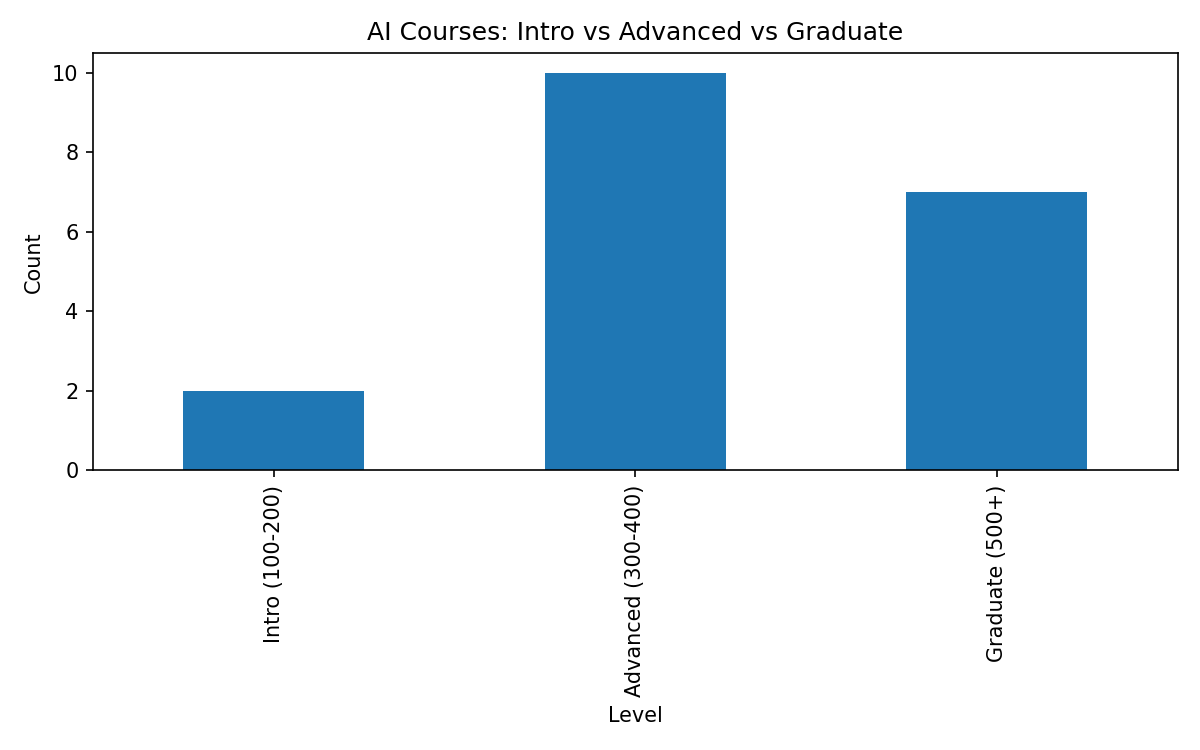 AI Courses: Intro vs Advanced vs Graduate
10
8
6
4
2
0
Count
Intro (100-200)
Advanced (300-400)
Graduate (500+)
Level